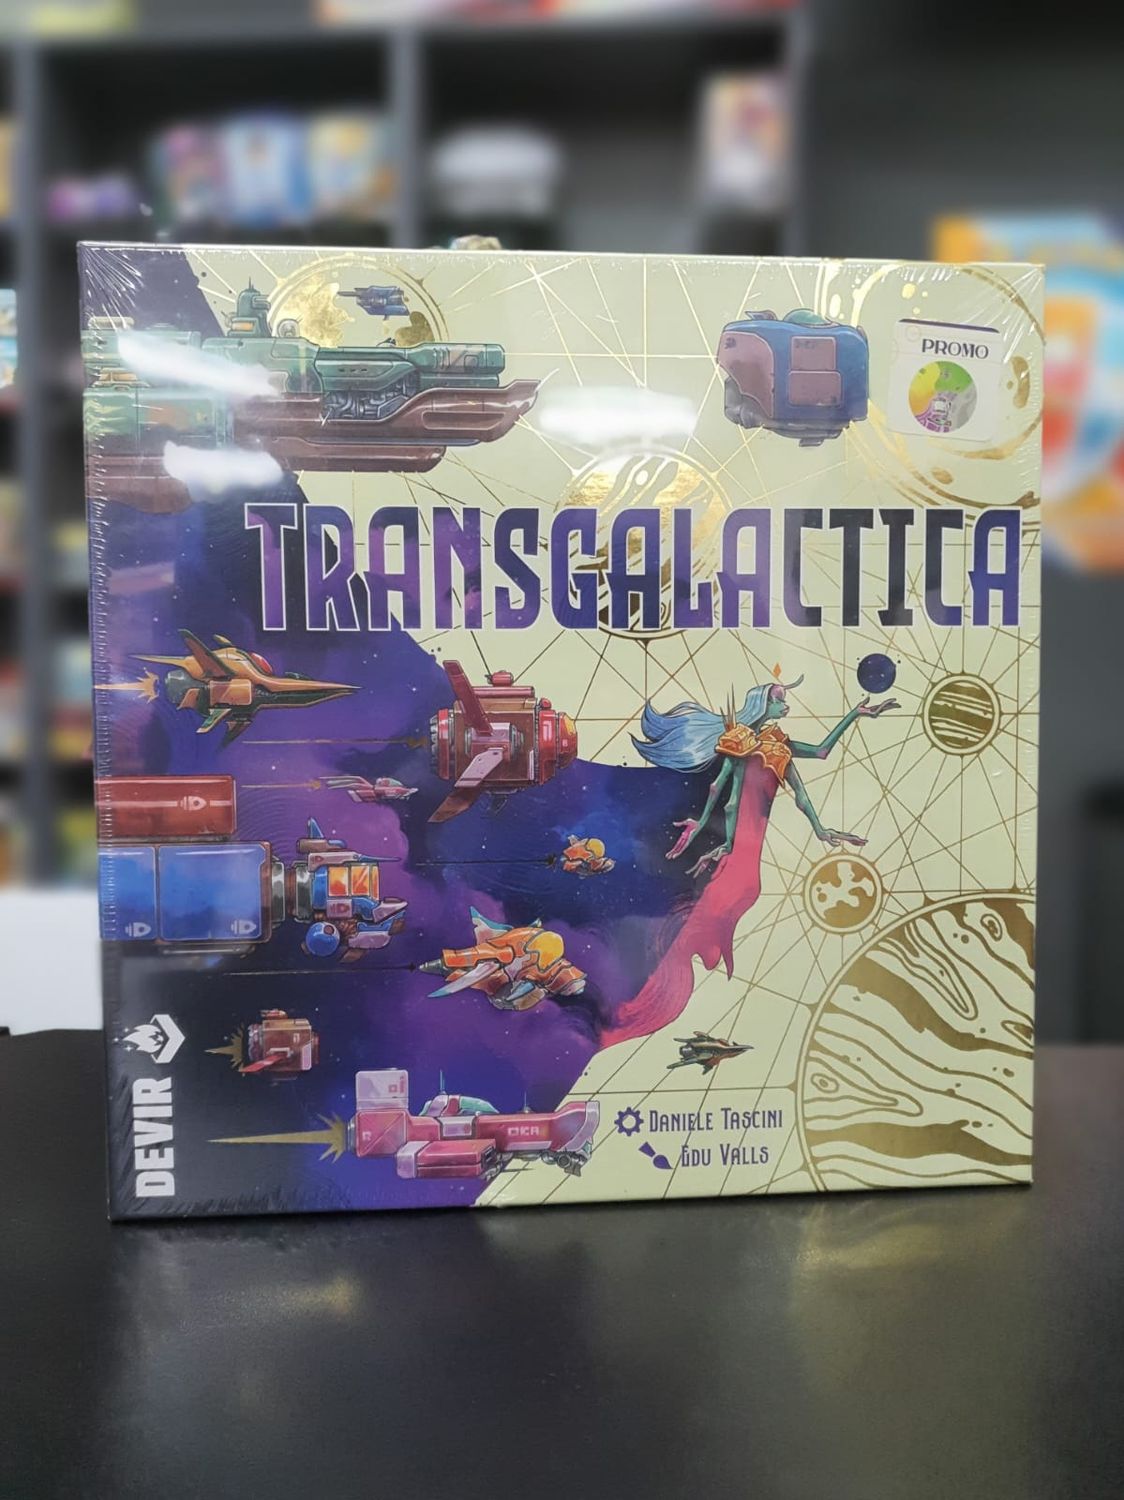 PROMO
TRANSGALACTICA
DEVIR
DANIELE TASCINI
EDU VALLS